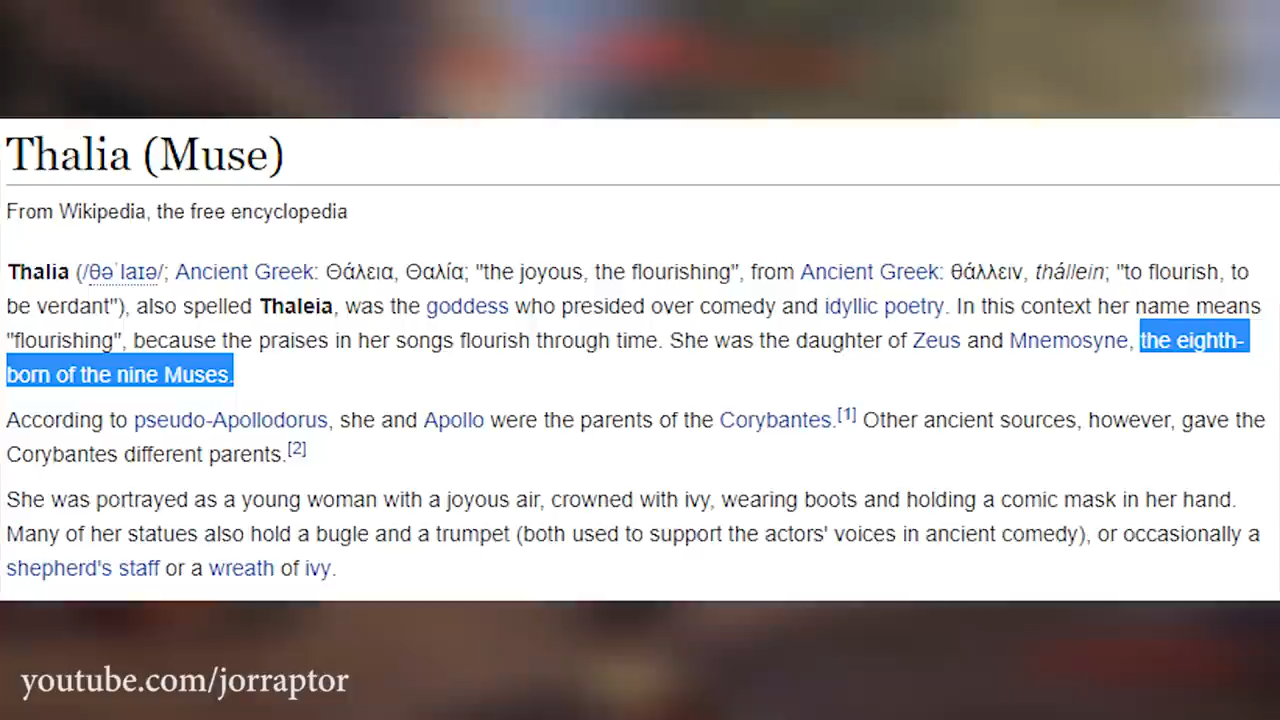 Thalia (Muse)
From Wikipedia, the free encyclopedia
Thalia (/θəˈlaɪə/; Ancient Greek: Θάλεια, Θαλία; "the joyous, the flourishing", from Ancient Greek: θάλλειν, thállein; "to flourish, to
be verdant"), also spelled Thaleia, was the goddess who presided over comedy and idyllic poetry. In this context her name means
"flourishing", because the praises in her songs flourish through time. She was the daughter of Zeus and Mnemosyne, the eighth-
born of the nine Muses.
According to pseudo-Apollodorus, she and Apollo were the parents of the Corybantes.[1] Other ancient sources, however, gave the
Corybantes different parents.[2]
She was portrayed as a young woman with a joyous air, crowned with ivy, wearing boots and holding a comic mask in her hand.
Many of her statues also hold a bugle and a trumpet (both used to support the actors' voices in ancient comedy), or occasionally a
shepherd's staff or a wreath of ivy.
youtube.com/jorraptor